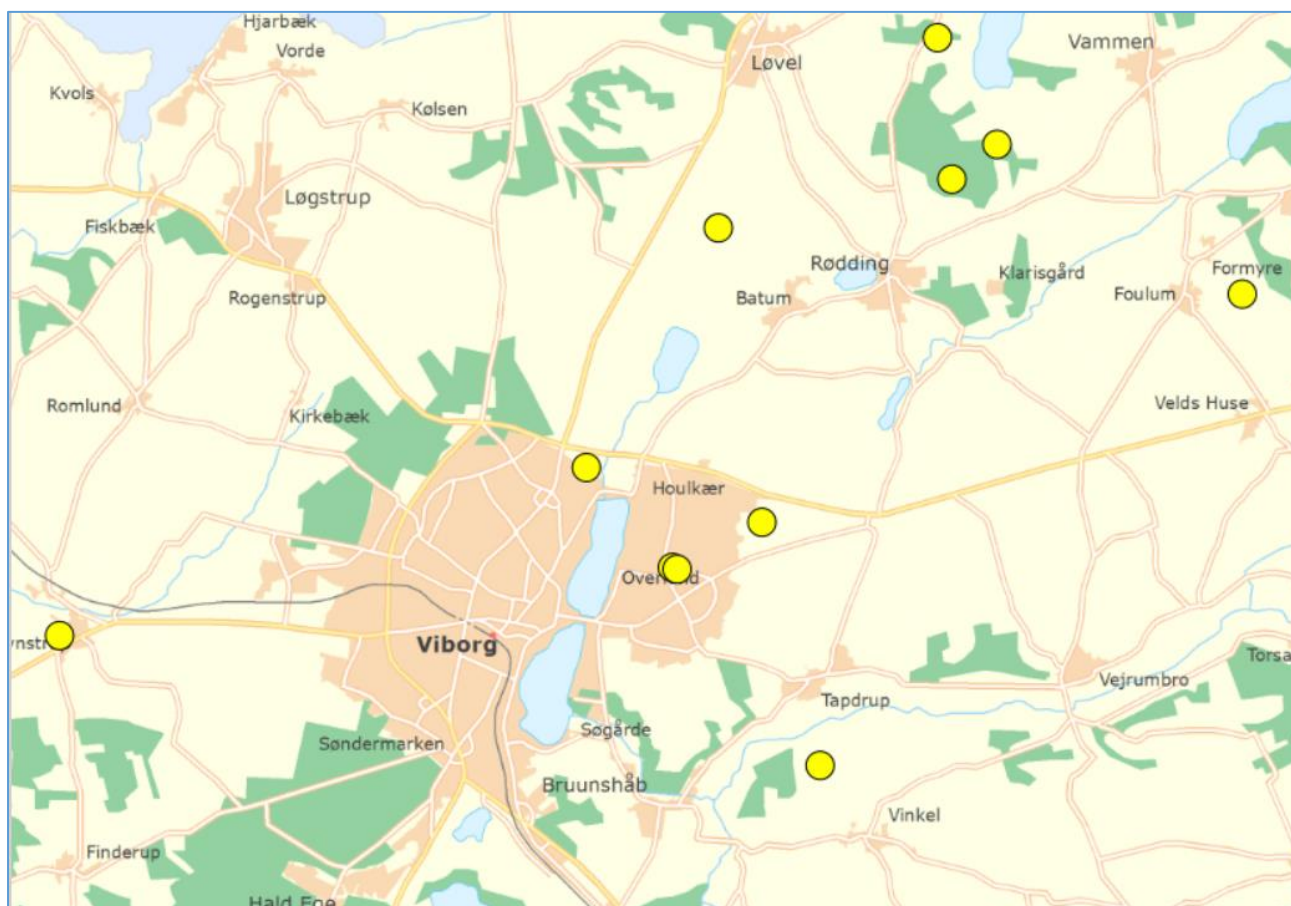 Hjarbæk
Vorde
Løvel
Vammen
Kvols
Kølsen
Løgstrup
Fiskbæk
Rødding
Formyre
Klarisgård
Rogenstrup
Batum
Foulum
Romlund
Kirkebæk
Velds Huse
Houlkær
Viborg
Vejrumbro
Tapdrup
Søgårde
Søndermarken
Bruunshåb
Vinkel
Finderup